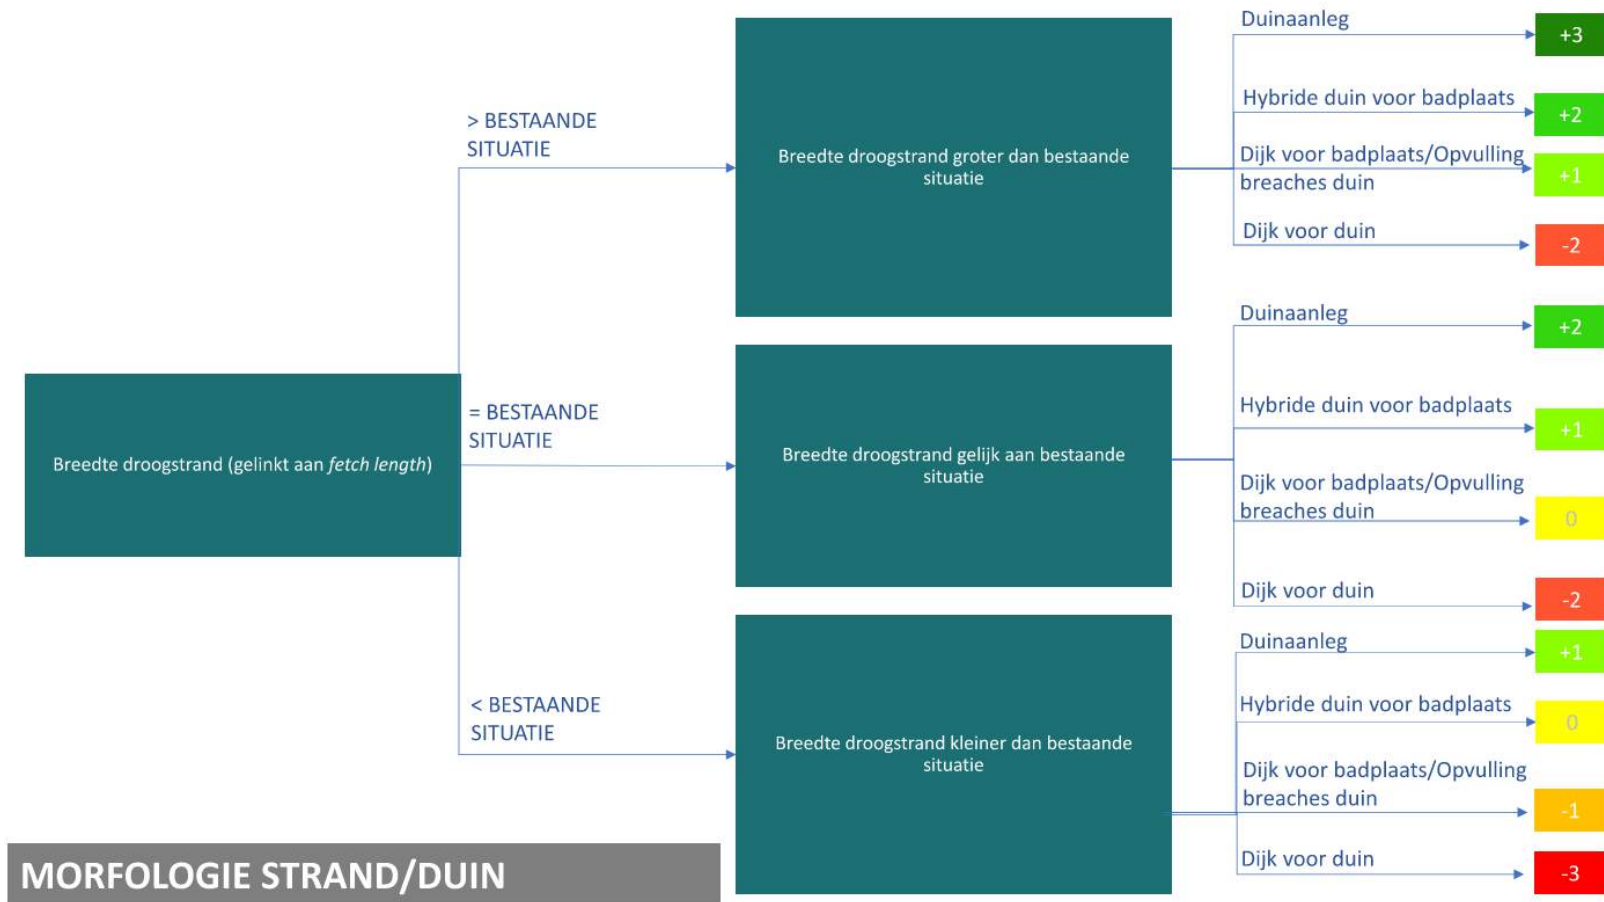 Breedte droogstrand (gelinkt aan fetch length)
> BESTAANDE
SITUATIE
Breedte droogstrand groter dan bestaande
situatie
Duinaanleg
+3
Hybride duin voor badplaats
+2
Dijk voor badplaats/Opvulling
breaches duin
+1
Dijk voor duin
-2
= BESTAANDE
SITUATIE
Breedte droogstrand gelijk aan bestaande
situatie
Duinaanleg
+2
Hybride duin voor badplaats
+1
Dijk voor badplaats/Opvulling
breaches duin
0
Dijk voor duin
-2
< BESTAANDE
SITUATIE
Breedte droogstrand kleiner dan bestaande
situatie
Duinaanleg
+1
Hybride duin voor badplaats
0
Dijk voor badplaats/Opvulling
breaches duin
-1
Dijk voor duin
-3
MORFOLOGIE STRAND/DUIN